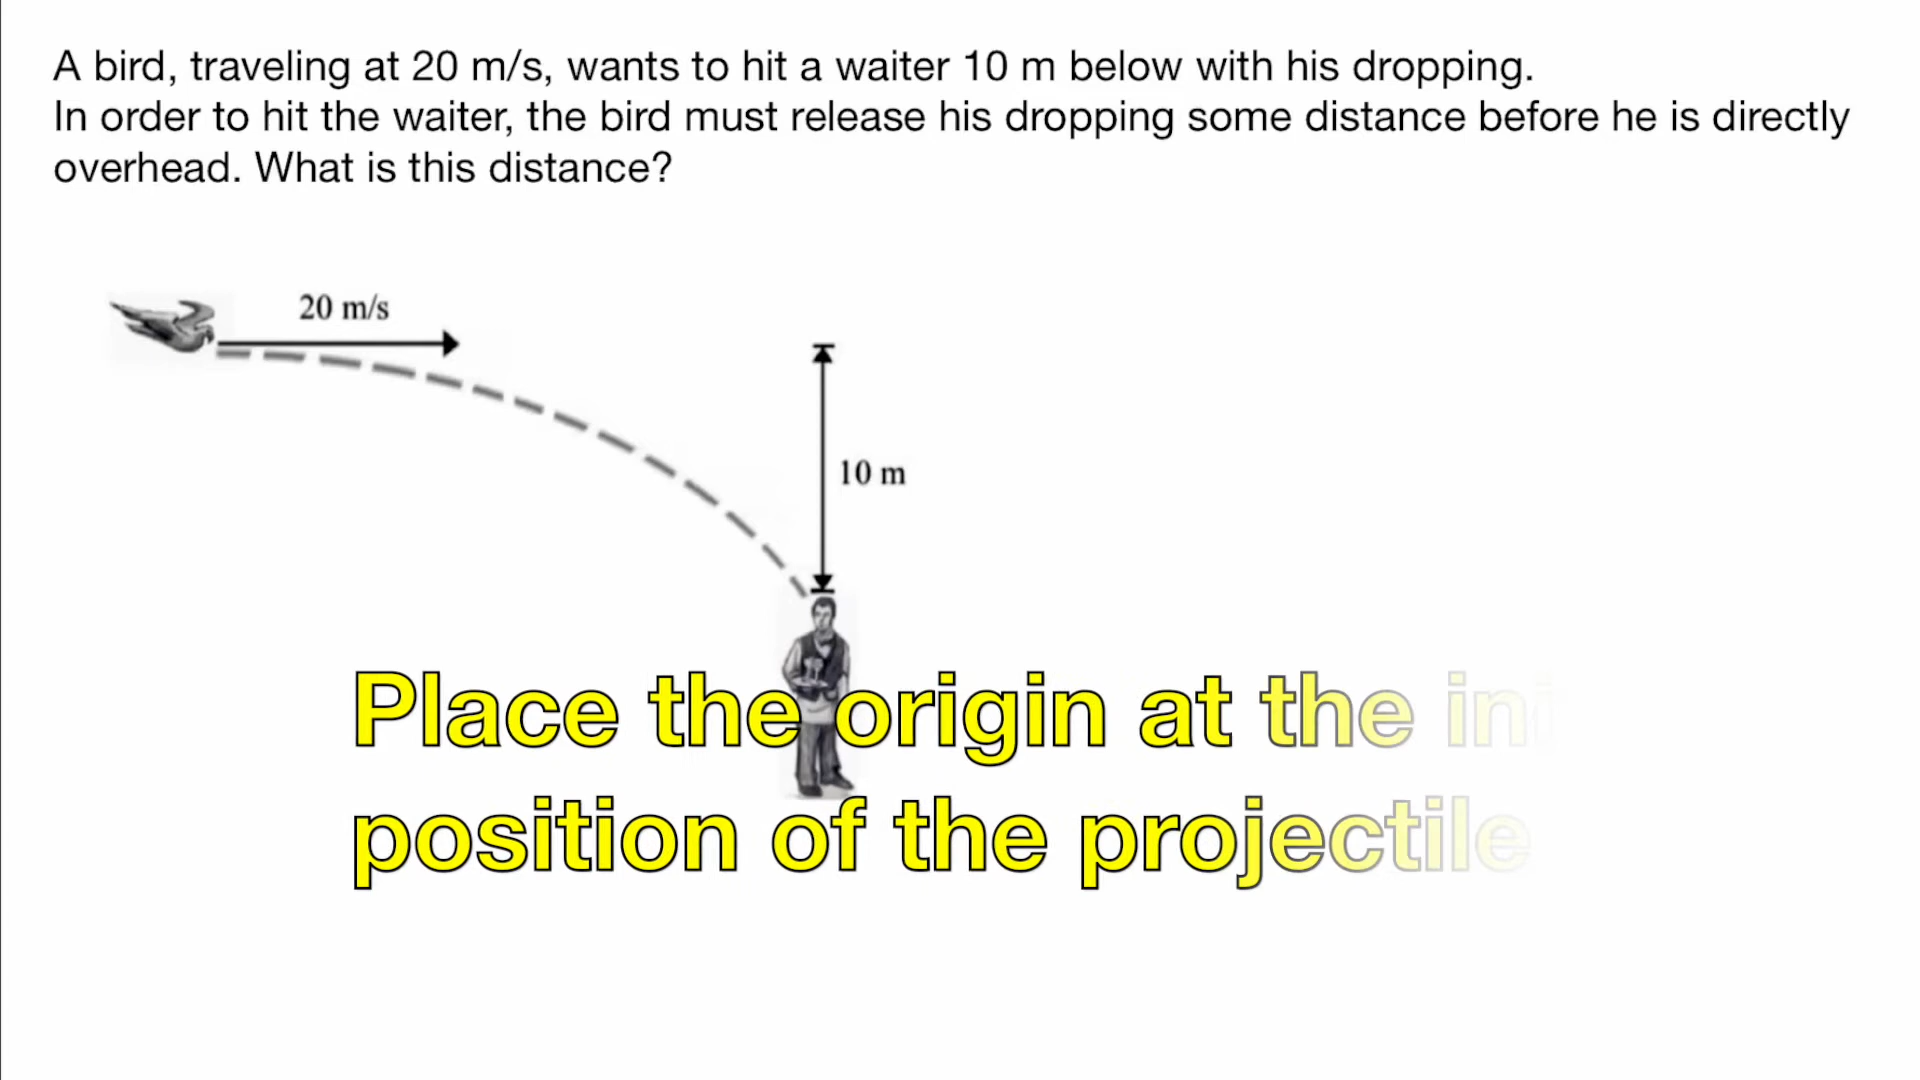 A bird, traveling at 20 m/s, wants to hit a waiter 10 m below with his dropping.
In order to hit the waiter, the bird must release his dropping some distance before he is directly
overhead. What is this distance?
20 m/s
10 m
Place the origin at the
position of the projectile